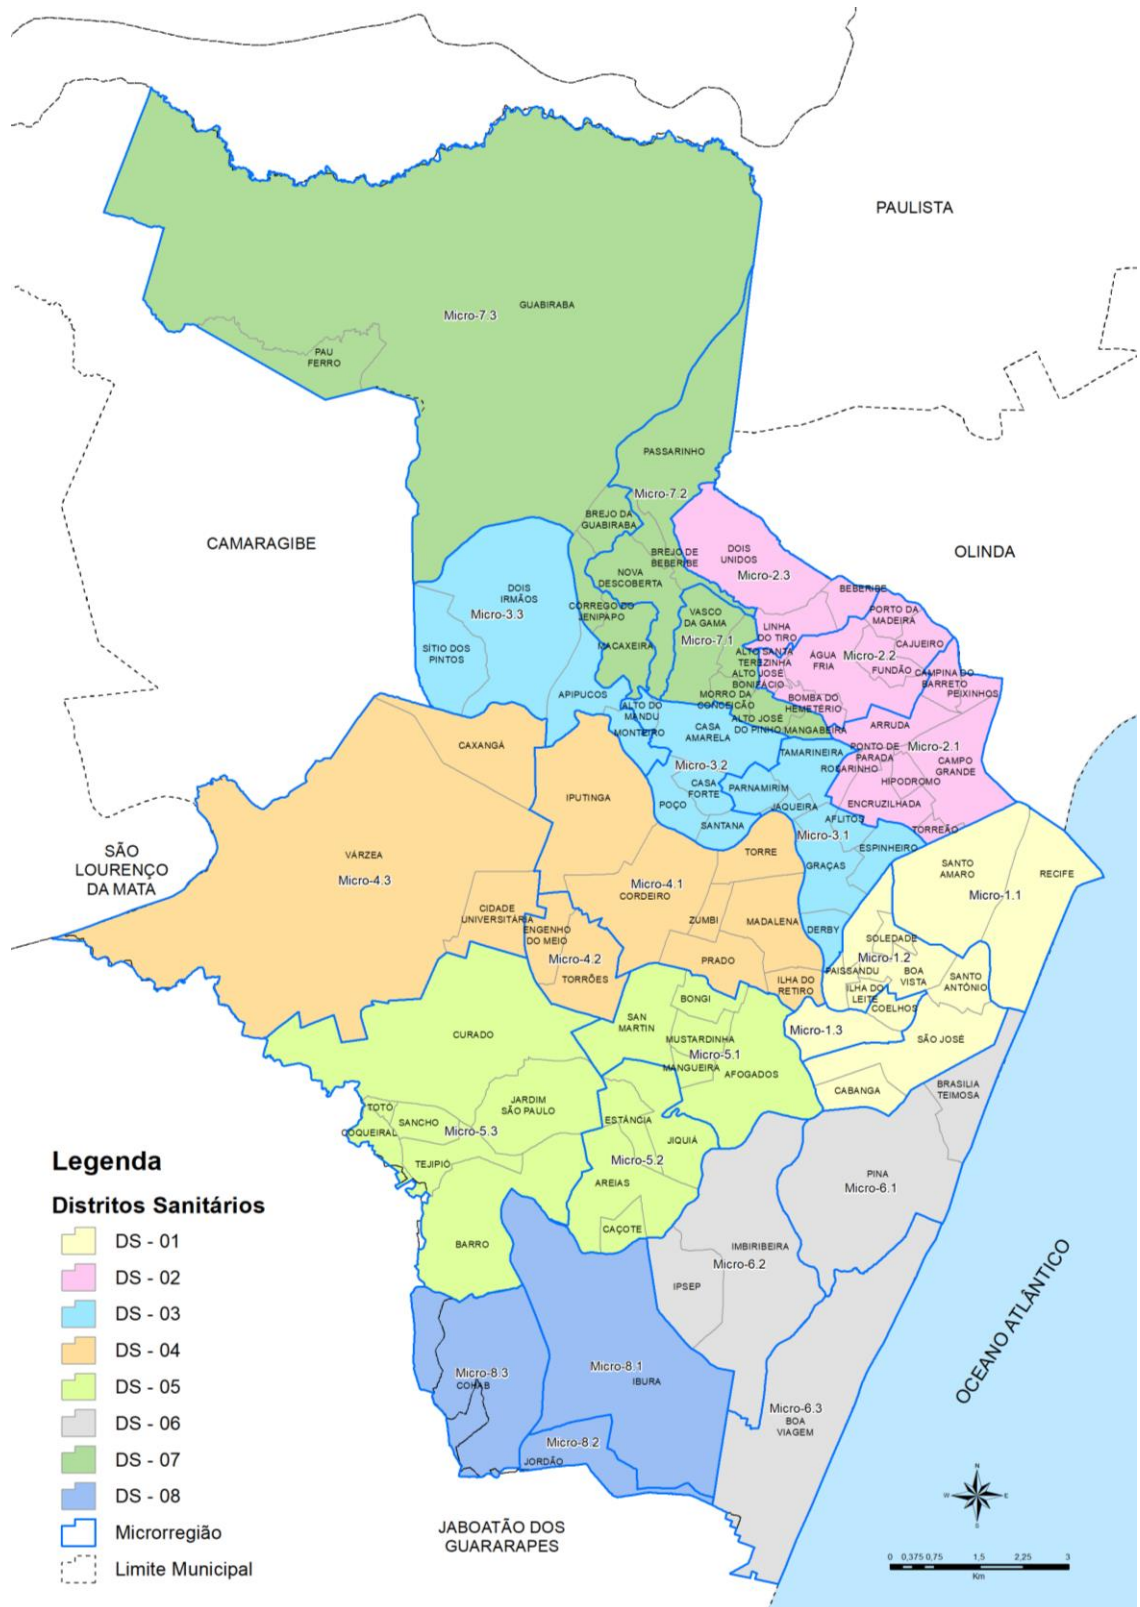 PAULISTA
GUABIRABA
Micro-7.3
PAU
FERRO
PASSARINHO
Micro-7.2
BREJO DA
GUABIRABA
CAMARAGIBE
OLINDA
BREJO DE
BEBERIBE
DOIS
UNIDOS
Micro-2.3
NOVA
DESCOBERTA
BEBERIBE
DOIS
IRMÃOS
Micro-3.3
CÓRREGO DO
JENIPAPO
VASCO
DA GAMA
Micro-7.1
PORTO DA
MADEIRA
LINHA
DO TIRO
CAJUEIRO
SÍTIO DOS
PINTOS
MACAXEIRA
ALTO SANTA
TEREZINHA
ÁGUA
FRIA
Micro-2.2
FUNDÃO
ALTO JOSÉ
BONIFÁCIO
CAMPINA DO
BARRETO
PEIXINHOS
APIPUCOS
MORRO DA
CONCEIÇÃO
BOMBA DO
HEMETÉRIO
ALTO DO
MANDU
MONTEIRO
CASA
AMARELA
ALTO JOSÉ
DO PINHO
MANGABEIRA
ARRUDA
CAXANGÁ
TAMARINEIRA
PONTO DE
PARADA
Micro-2.1
ROSARINHO
CAMPO
GRANDE
Micro-3.2
HIPÓDROMO
CASA
FORTE
PARNAMIRIM
IPUTINGA
POÇO
JAQUEIRA
ENCRUZILHADA
SANTANA
AFLITOS
TORREÃO
Micro-3.1
ESPINHEIRO
SÃO
LOURENÇO
DA MATA
VÁRZEA
Micro-4.3
TORRE
GRAÇAS
SANTO
AMARO
RECIFE
Micro-4.1
CORDEIRO
Micro-1.1
CIDADE
UNIVERSITÁRIA
ZUMBI
MADALENA
DERBY
ENGENHO
DO MEIO
SOLEDADE
Micro-4.2
PRADO
Micro-1.2
PAISSANDU
BOA
VISTA
SANTO
ANTÔNIO
TORRÕES
ILHA DO
RETIRO
ILHA DO
LEITE
COELHOS
BONGI
SAN
MARTIN
Micro-1.3
CURADO
MUSTARDINHA
SÃO JOSÉ
Micro-5.1
MANGUEIRA
AFOGADOS
CABANGA
BRASILIA
TEIMOSA
JARDIM
SÃO PAULO
TOTÓ
SANCHO
COQUEIRAL
Micro-5.3
ESTÂNCIA
JIQUIÁ
TEJIPIÓ
Micro-5.2
AREIAS
PINA
Micro-6.1
CAÇOTE
BARRO
IMBIRIBEIRA
Micro-6.2
IPSEP
OCEANO ATLÂNTICO
Micro-8.3
COHAB
Micro-8.1
IBURA
Micro-6.3
BOA
VIAGEM
Micro-8.2
JORDÃO
JABOATÃO DOS
GUARARAPES
Legenda
Distritos Sanitários
DS - 01
DS - 02
DS - 03
DS - 04
DS - 05
DS - 06
DS - 07
DS - 08
Microrregião
Limite Municipal
N
W E
S
0 0,375 0,75 1,5 2,25 3
Km